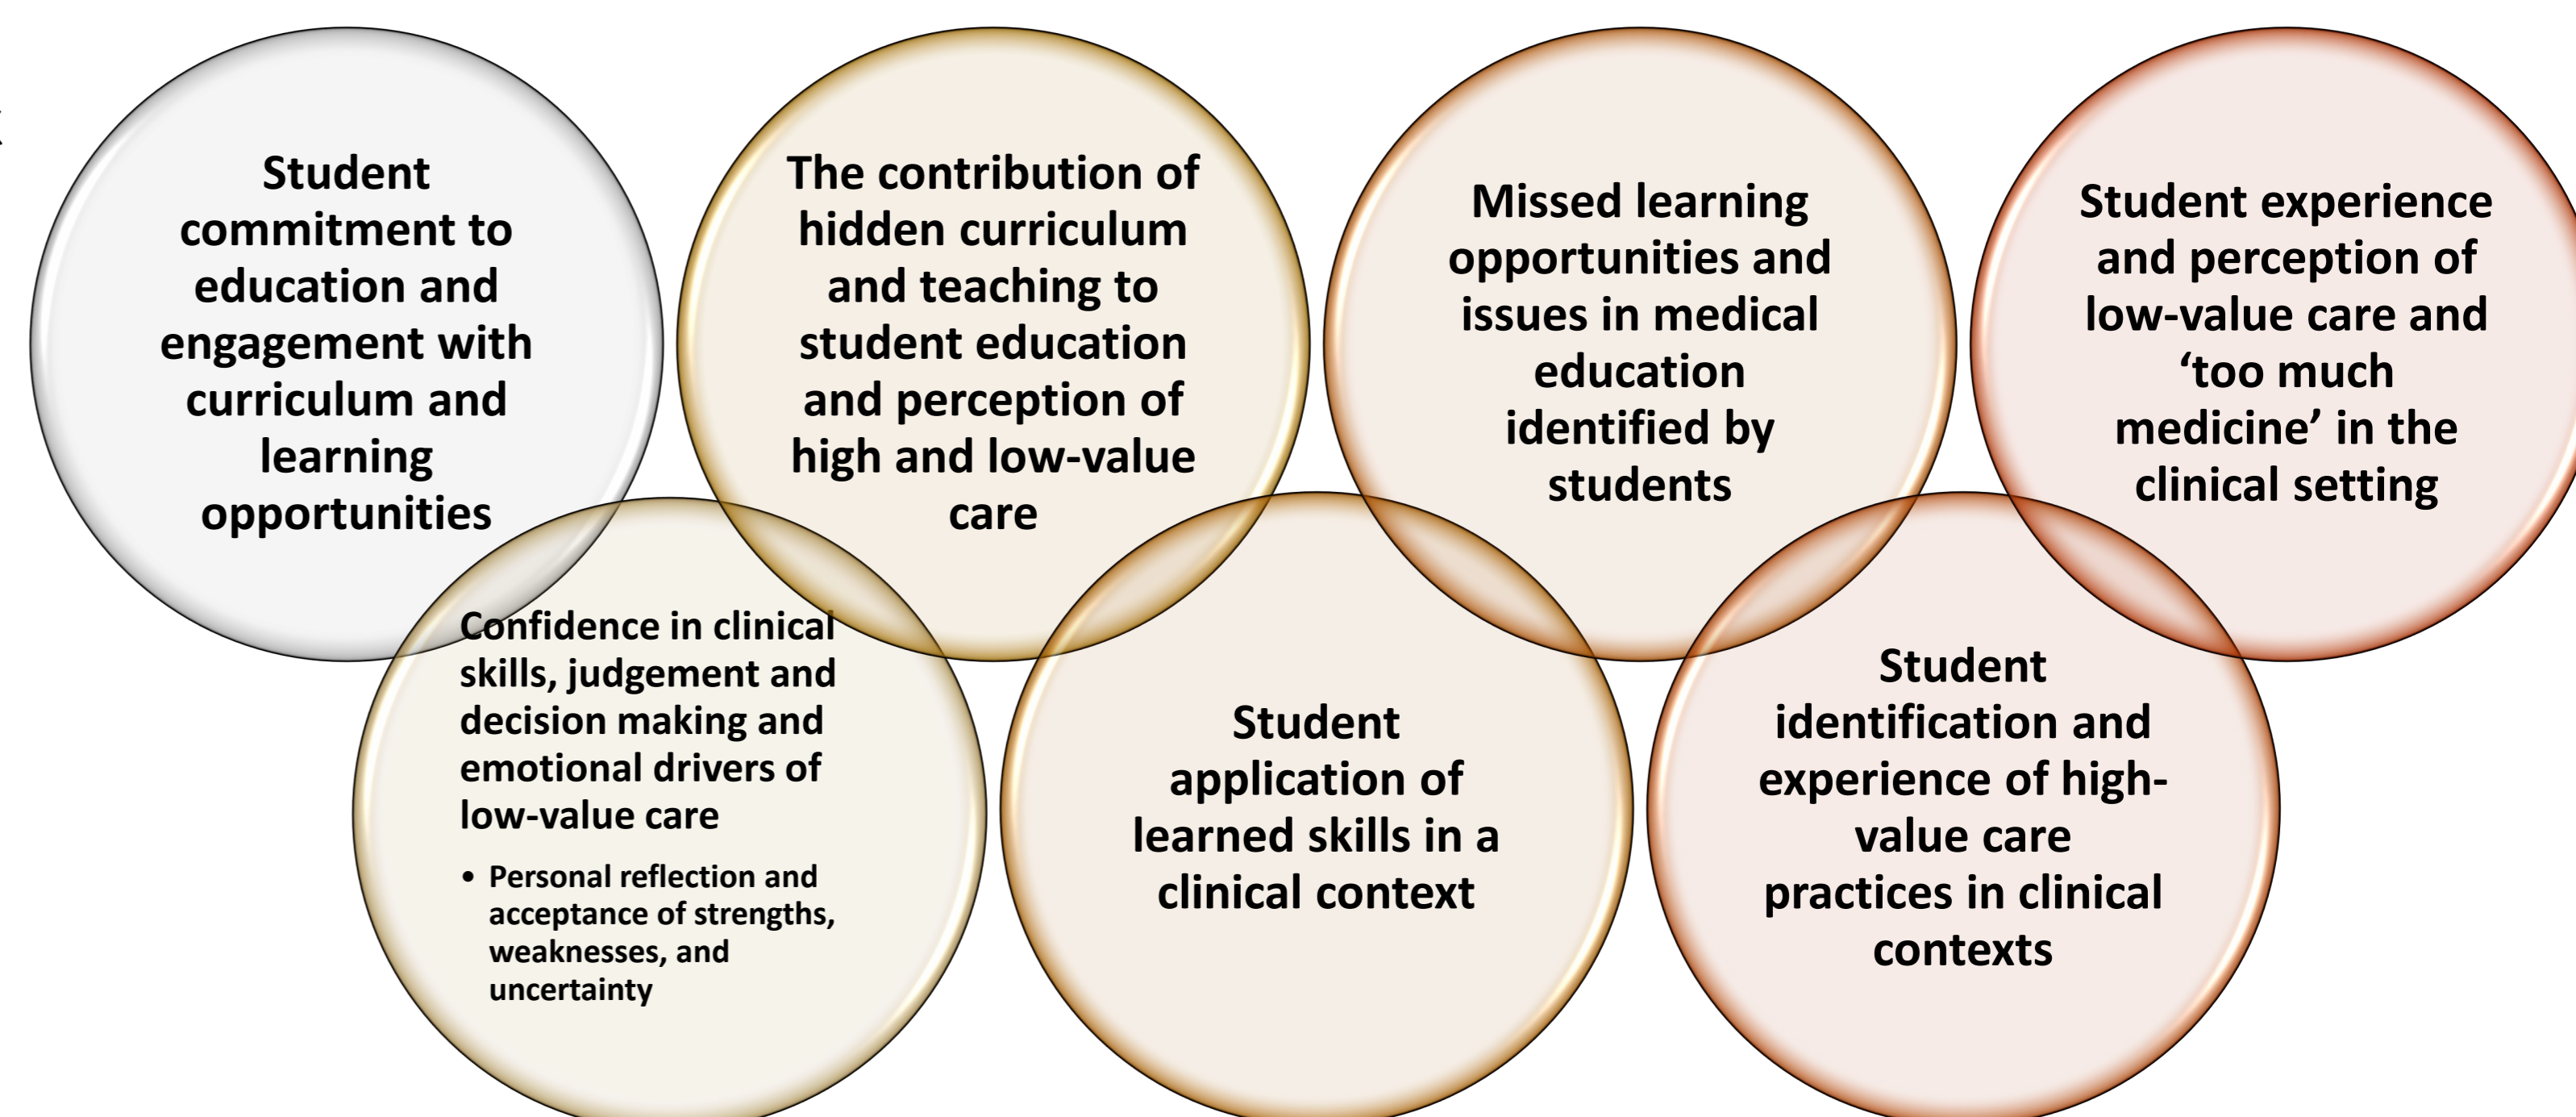 Student
commitment to
education and
engagement with
curriculum and
learning
opportunities
The contribution of
hidden curriculum
and teaching to
student education
and perception of
high and low-value
care
Missed learning
opportunities and
issues in medical
education
identified by
students
Student experience
and perception of
low-value care and
‘too much
medicine’ in the
clinical setting
Confidence in clinical
skills, judgement and
decision making and
emotional drivers of
low-value care
• Personal reflection and
acceptance of strengths,
weaknesses, and
uncertainty
Student
application of
learned skills in a
clinical context
Student
identification and
experience of high-
value care
practices in clinical
contexts